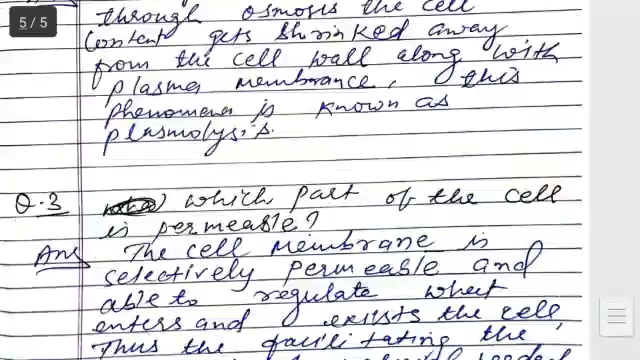 5/5
through osmosis the cell
Content gets Shrinked away
from the cell wall along with
plasma membrance, this
phenomena is known as
plasmolysis.
Q.3 which part of the cell
is permeable?
Ans The cell membrane is
selectively permeable and
able to regulate what
enters and exists the cell,
Thus the facilitating the